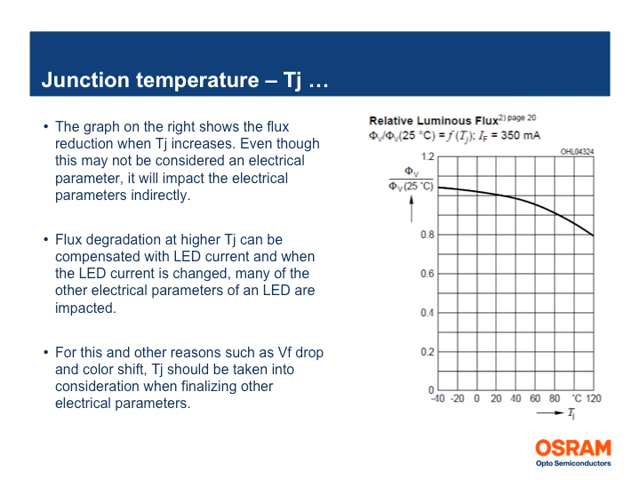 Junction temperature – Tj …
• The graph on the right shows the flux
reduction when Tj increases. Even though
this may not be considered an electrical
parameter, it will impact the electrical
parameters indirectly.
• Flux degradation at higher Tj can be
compensated with LED current and when
the LED current is changed, many of the
other electrical parameters of an LED are
impacted.
• For this and other reasons such as Vf drop
and color shift, Tj should be taken into
consideration when finalizing other
electrical parameters.
Relative Luminous Flux2) page 20
ΦV/ΦV(25 °C) = f (Tj); IF = 350 mA
OHL04324
1.2
ΦV
ΦV(25 °C)
0.8
0.6
0.4
0.2
0
-40 -20 0 20 40 60 80 °C 120
Tj
OSRAM
Opto Semiconductors